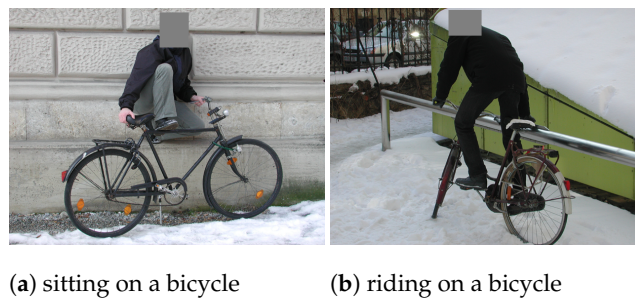 (a) sitting on a bicycle
(b) riding on a bicycle